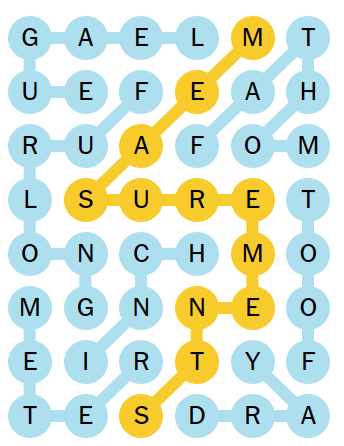 G A E L M T
U E F E A H
R U A F O M
L S U R E T
O N C H M O
M G N N E O
E I R T Y F
T E S D R A